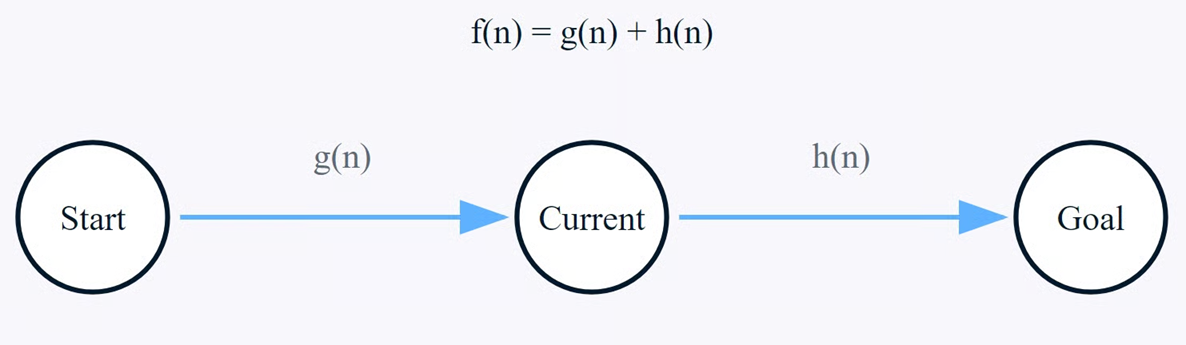 f(n) = g(n) + h(n)
g(n)
h(n)
Start
Current
Goal